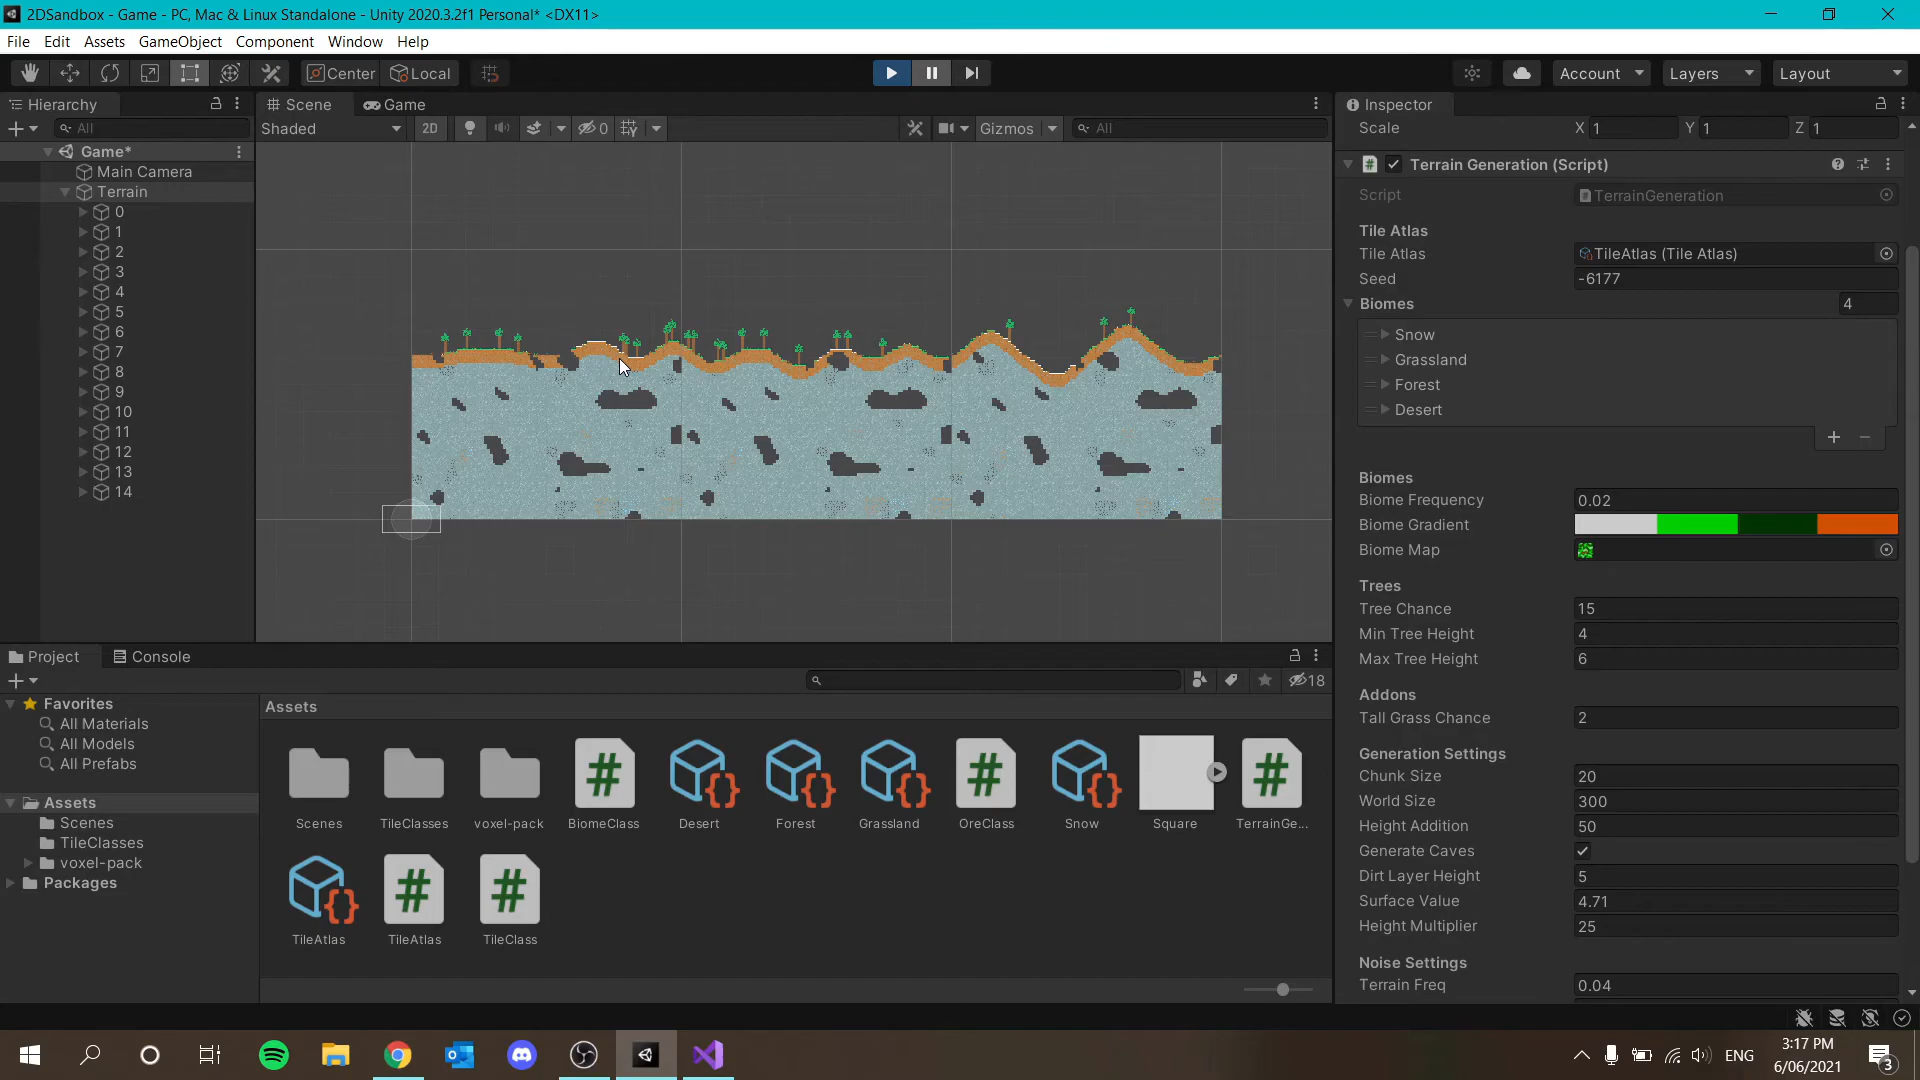 2DSandbox - Game - PC, Mac & Linux Standalone - Unity 2020.3.2f1 Personal* <DX11>
File Edit Assets GameObject Component Window Help
Center Local Account Layers Layout
Hierarchy
All
Game*
Main Camera
Terrain
0
1
2
3
4
5
6
7
8
9
10
11
12
13
14
Scene Game
Shaded 2D 0 Gizmos All
Inspector
Scale X 1 Y 1 Z 1
Terrain Generation (Script)
Script TerrainGeneration
Tile Atlas
Tile Atlas TileAtlas (Tile Atlas)
Seed -6177
Biomes 4
Snow
Grassland
Forest
Desert
Biomes
Biome Frequency 0.02
Biome Gradient
Biome Map
Trees
Tree Chance 15
Min Tree Height 4
Max Tree Height 6
Addons
Tall Grass Chance 2
Generation Settings
Chunk Size 20
World Size 300
Height Addition 50
Generate Caves
Dirt Layer Height 5
Surface Value 4.71
Height Multiplier 25
Noise Settings
Terrain Freq 0.04
Project Console
18
Favorites
All Materials
All Models
All Prefabs
Assets
Scenes
TileClasses
voxel-pack
Packages
Assets
Scenes TileClasses voxel-pack BiomeClass Desert Forest Grassland OreClass Snow Square TerrainGe...
TileAtlas TileAtlas TileClass
ENG
3:17 PM
6/06/2021
3